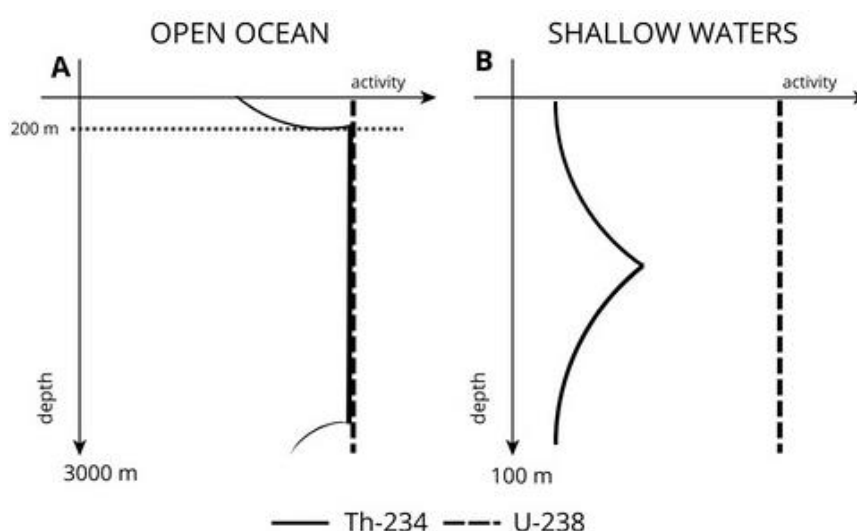 OPEN OCEAN
SHALLOW WATERS
A
B
activity
activity
200 m
depth
depth
3000 m
100 m
Th-234
U-238